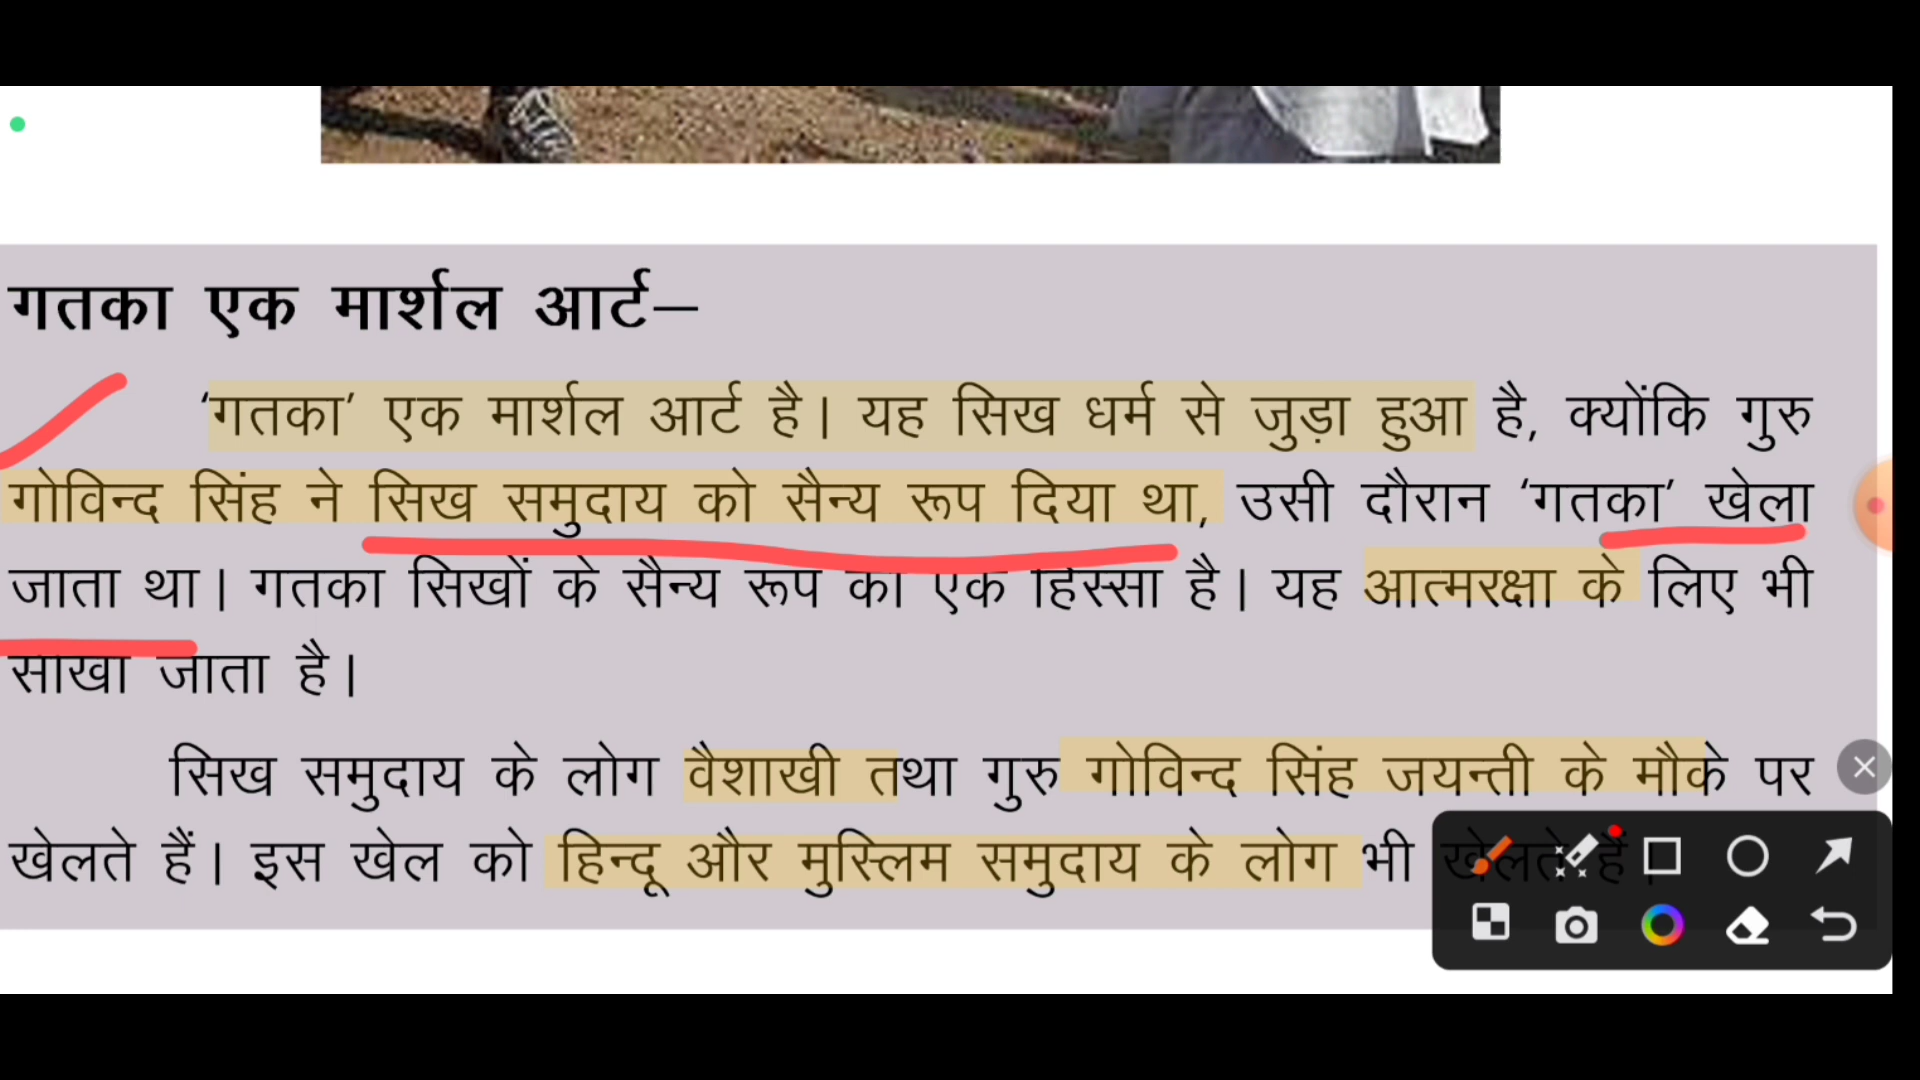 गतका एक मार्शल आर्ट–
‘गतका’ एक मार्शल आर्ट है। यह सिख धर्म से जुड़ा हुआ है, क्योंकि गुरु
गोविन्द सिंह ने सिख समुदाय को सैन्य रूप दिया था, उसी दौरान ‘गतका’ खेला
जाता था। गतका सिखों के सैन्य रूप का एक हिस्सा है। यह आत्मरक्षा के लिए भी
सीखा जाता है।
सिख समुदाय के लोग वैशाखी तथा गुरु गोविन्द सिंह जयन्ती के मौके पर
खेलते हैं। इस खेल को हिन्दू और मुस्लिम समुदाय के लोग भी खेलते हैं।